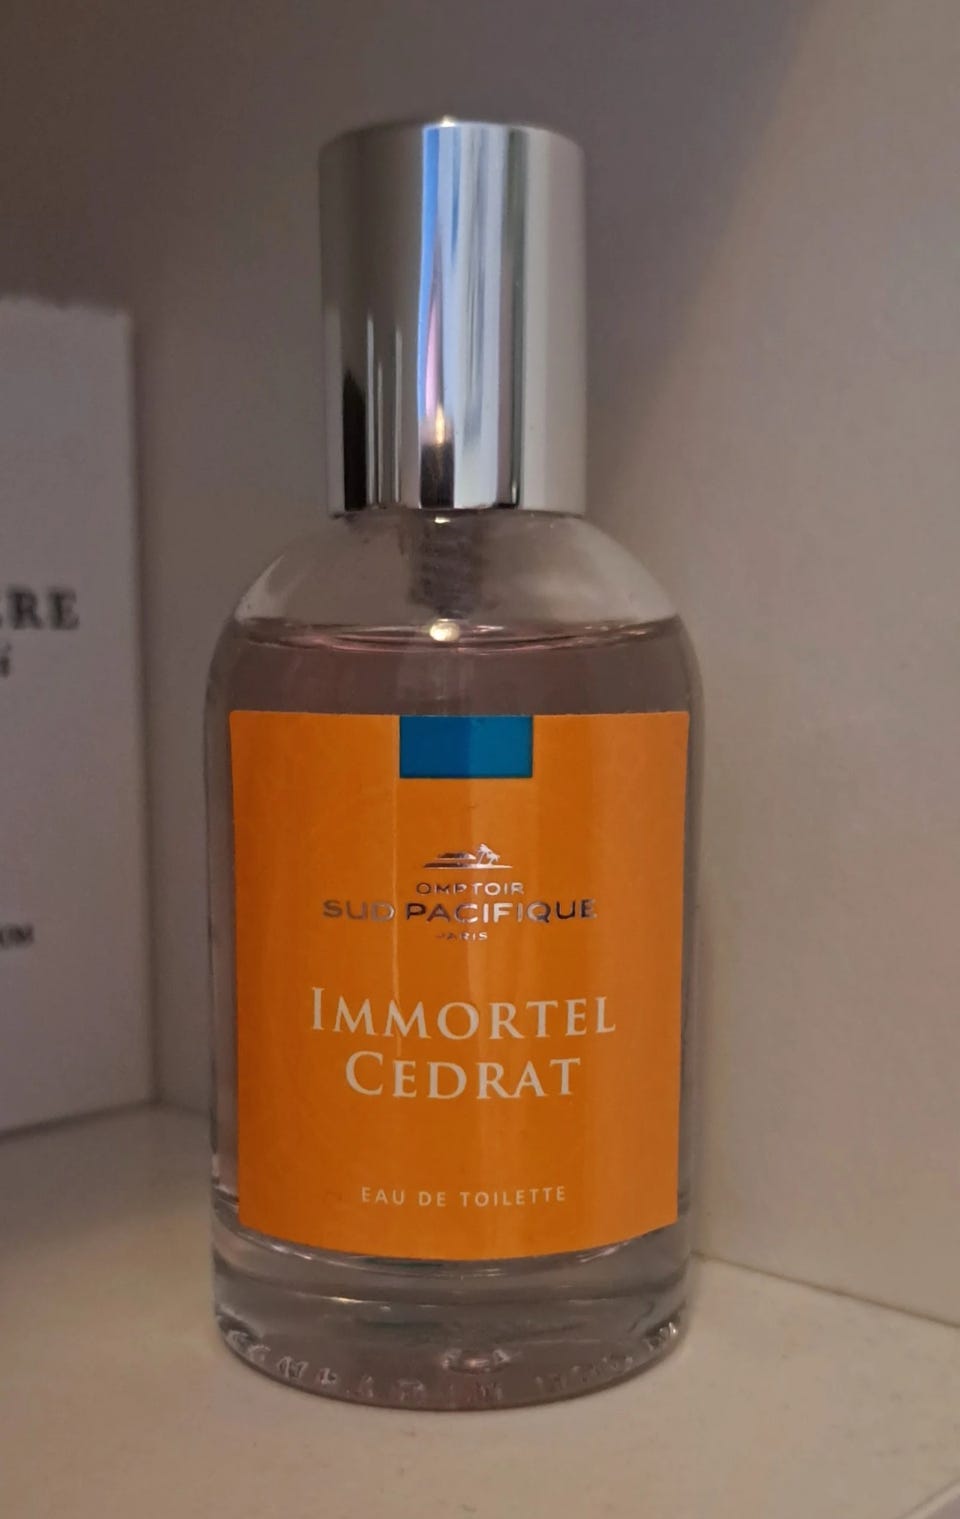 OMPTOIR
SUD PACIFIQUE
PARIS
IMMORTEL
CEDRAT
EAU DE TOILETTE